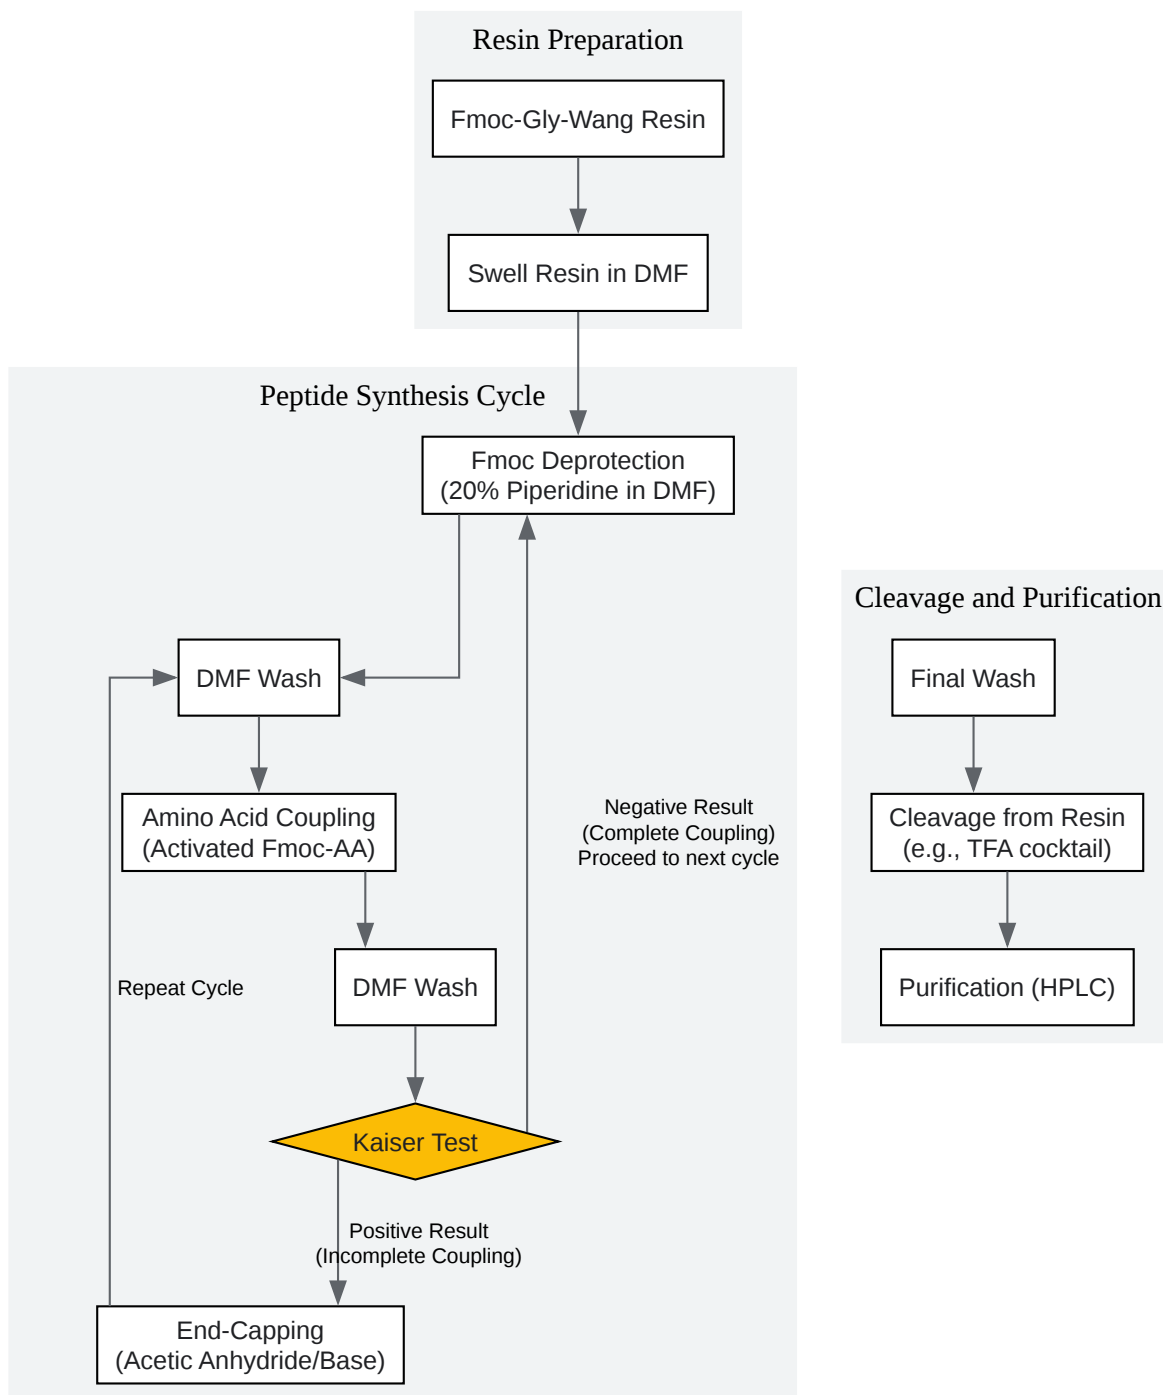 Resin Preparation
Fmoc-Gly-Wang Resin
Swell Resin in DMF
Peptide Synthesis Cycle
Fmoc Deprotection
(20% Piperidine in DMF)
DMF Wash
Amino Acid Coupling
(Activated Fmoc-AA)
Negative Result
(Complete Coupling)
Proceed to next cycle
DMF Wash
Repeat Cycle
Kaiser Test
Positive Result
(Incomplete Coupling)
End-Capping
(Acetic Anhydride/Base)
Cleavage and Purification
Final Wash
Cleavage from Resin
(e.g., TFA cocktail)
Purification (HPLC)